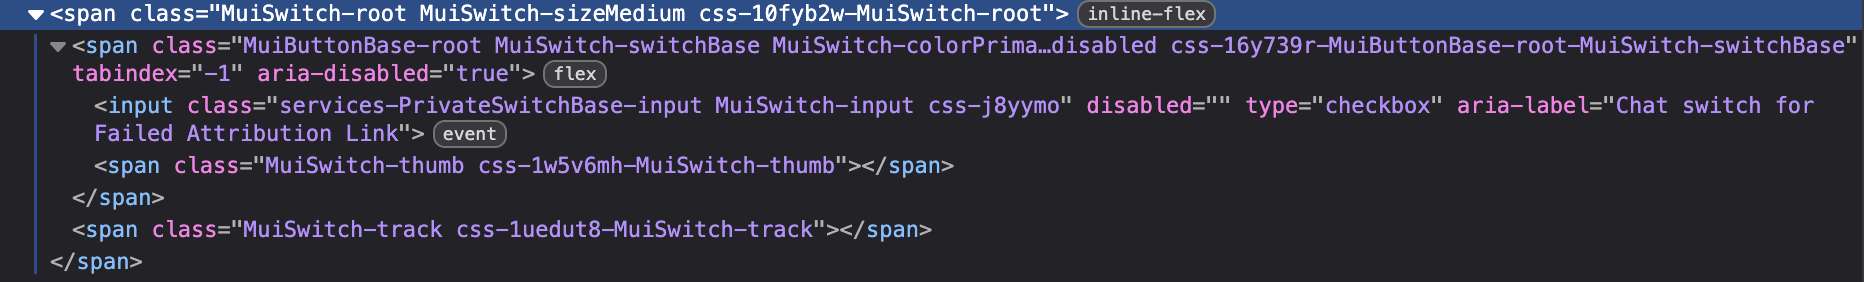 <span class="MuiSwitch-root MuiSwitch-sizeMedium css-10fyb2w-MuiSwitch-root"> inline-flex
<span class="MuiButtonBase-root MuiSwitch-switchBase MuiSwitch-colorPrima…disabled css-16y739r-MuiButtonBase-root-MuiSwitch-switchBase"
tabindex="-1" aria-disabled="true"> flex
<input class="services-PrivateSwitchBase-input MuiSwitch-input css-j8yymo" disabled="" type="checkbox" aria-label="Chat switch for
Failed Attribution Link"> event
<span class="MuiSwitch-thumb css-1w5v6mh-MuiSwitch-thumb"></span>
</span>
<span class="MuiSwitch-track css-1uedut8-MuiSwitch-track"></span>
</span>